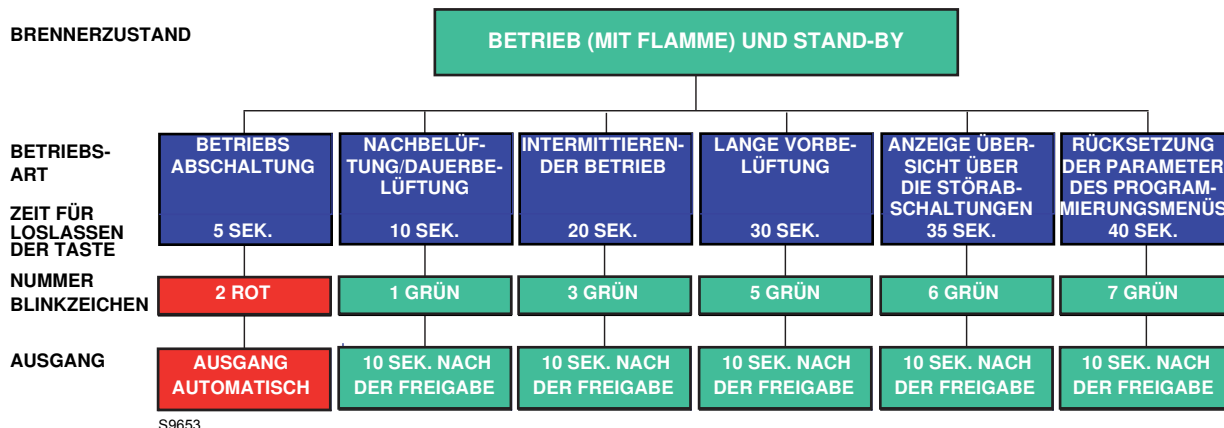 BRENNERZUSTAND
BETRIEB (MIT FLAMME) UND STAND-BY
BETRIEBS-
ART
BETRIEBS
ABSCHALTUNG
NACHBELÜF-
TUNG/DAUERBE-
LÜFTUNG
INTERMITTIEREN-
DER BETRIEB
LANGE VORBE-
LÜFTUNG
ANZEIGE ÜBER-
SICHT ÜBER
DIE STÖRAB-
SCHALTUNGEN
RÜCKSETZUNG
DER PARAMETER
DES PROGRAM-
MIERUNGSMENÜS
ZEIT FÜR
LOSLASSEN
DER TASTE
5 SEK.
10 SEK.
20 SEK.
30 SEK.
35 SEK.
40 SEK.
NUMMER
BLINKZEICHEN
2 ROT
1 GRÜN
3 GRÜN
5 GRÜN
6 GRÜN
7 GRÜN
AUSGANG
AUSGANG
AUTOMATISCH
10 SEK. NACH
DER FREIGABE
10 SEK. NACH
DER FREIGABE
10 SEK. NACH
DER FREIGABE
10 SEK. NACH
DER FREIGABE
10 SEK. NACH
DER FREIGABE
S9653